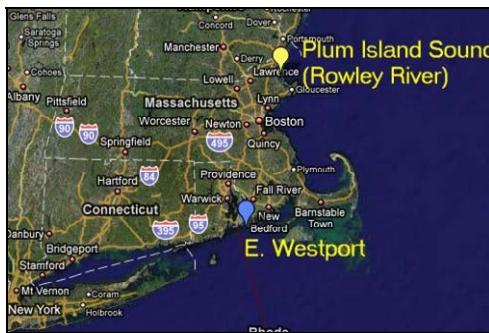 Glens Falls
Concord
Dover
Saratoga
Springs
Portsmouth
Manchester
Plum Island Sound
(Rowley River)
Derry
Cohoes
Lawrence
Lowell
Gloucester
Albany
Pittsfield
Massachusetts
Lynn
90
90
Worcester
Newton
Boston
495
Quincy
Springfield
84
Hartford
Providence
Plymouth
Warwick
Fall River
Connecticut
395
95
New
Bedford
Barnstable
Town
Danbury
E. Westport
Bridgeport
Stamford
Mt Vernon
Coram
New York
Holbrook
Rhode